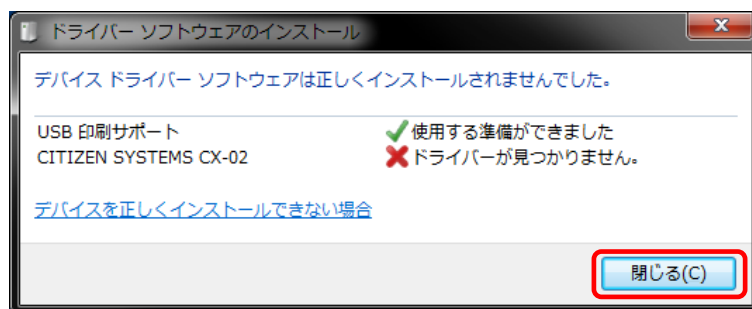 ドライバー ソフトウェアのインストール
デバイス ドライバー ソフトウェアは正しくインストールされませんでした。
USB 印刷サポート 使用する準備ができました
CITIZEN SYSTEMS CX-02 ドライバーが見つかりません。
デバイスを正しくインストールできない場合
閉じる(C)